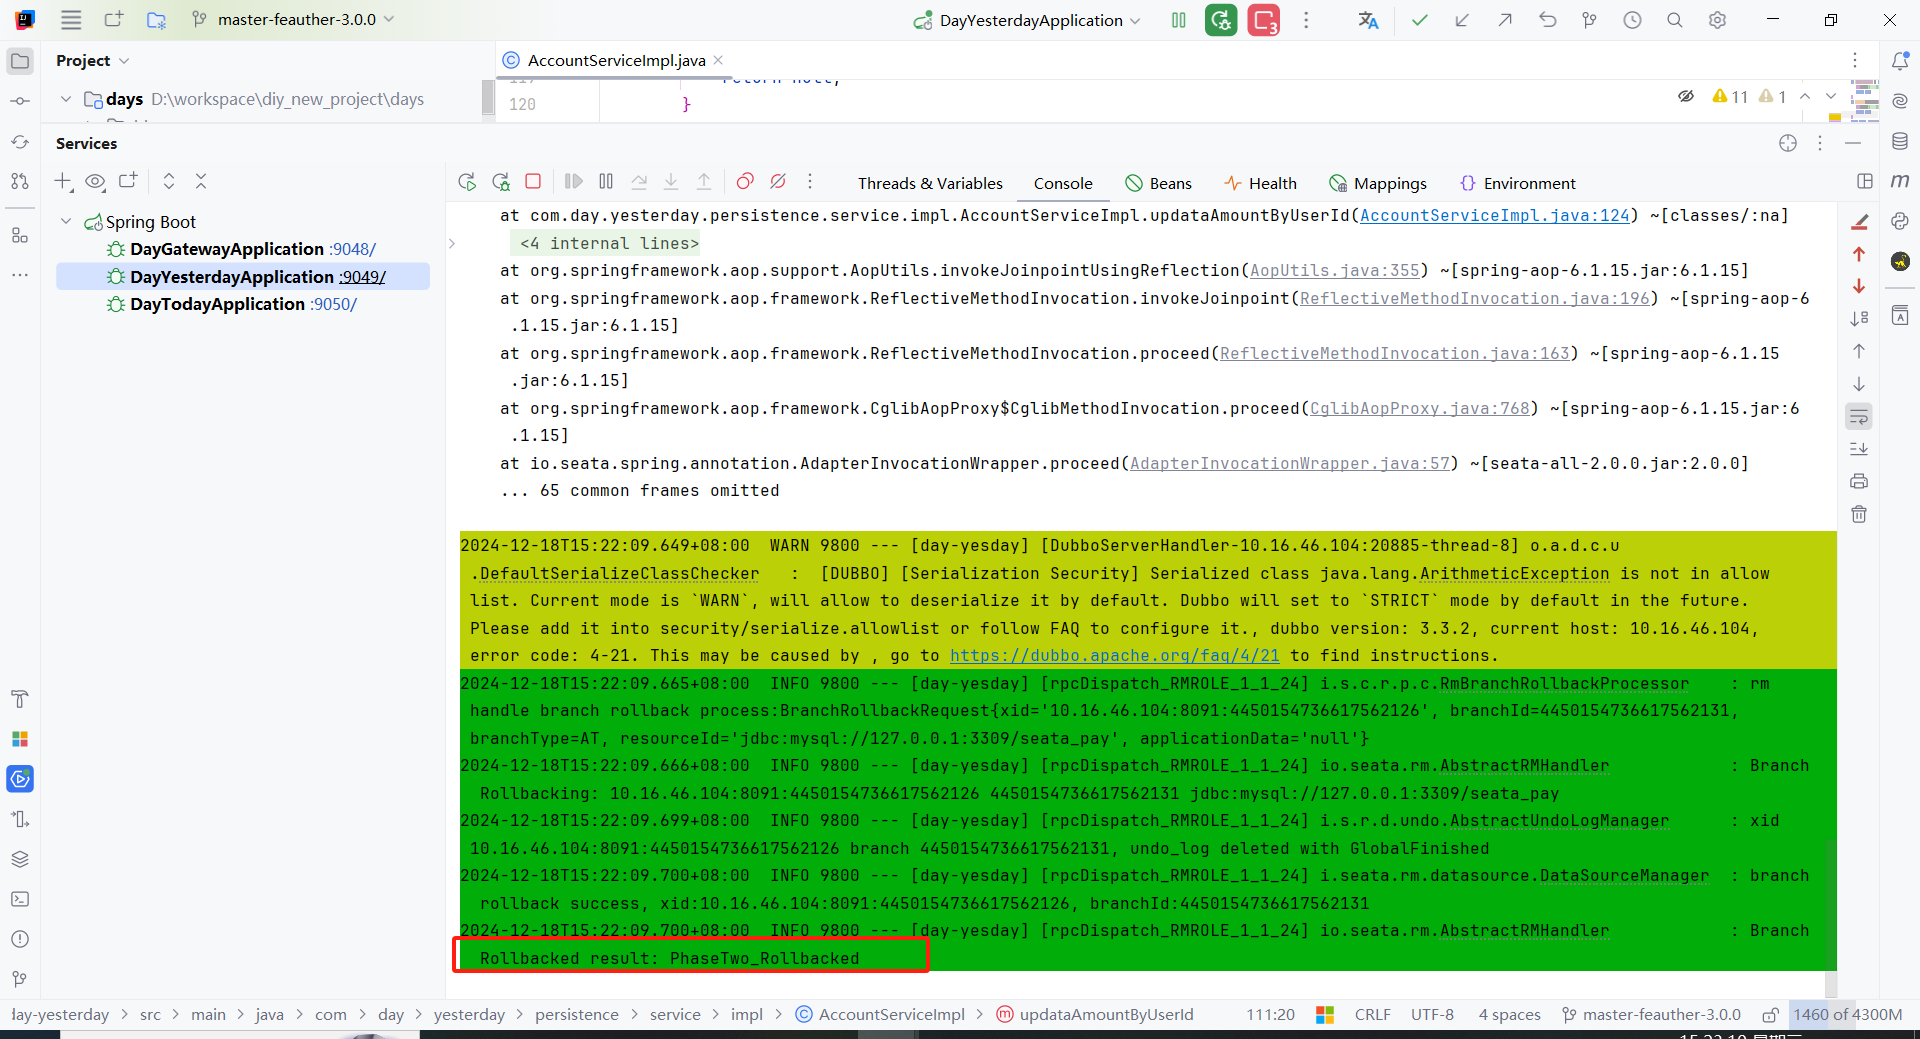 master-feauther-3.0.0
DayYesterdayApplication
3
Project
AccountServiceImpl.java
days D:\workspace\diy_new_project\days
120 }
11 1
Services
Threads & Variables Console Beans Health Mappings Environment
Spring Boot
DayGatewayApplication :9048/
DayYesterdayApplication :9049/
DayTodayApplication :9050/
at com.day.yesterday.persistence.service.impl.AccountServiceImpl.updataAmountByUserId(AccountServiceImpl.java:124) ~[classes/:na]
<4 internal lines>
at org.springframework.aop.support.AopUtils.invokeJoinpointUsingReflection(AopUtils.java:355) ~[spring-aop-6.1.15.jar:6.1.15]
at org.springframework.aop.framework.ReflectiveMethodInvocation.invokeJoinpoint(ReflectiveMethodInvocation.java:196) ~[spring-aop-6
.1.15.jar:6.1.15]
at org.springframework.aop.framework.ReflectiveMethodInvocation.proceed(ReflectiveMethodInvocation.java:163) ~[spring-aop-6.1.15
.jar:6.1.15]
at org.springframework.aop.framework.CglibAopProxy$CglibMethodInvocation.proceed(CglibAopProxy.java:768) ~[spring-aop-6.1.15.jar:6
.1.15]
at io.seata.spring.annotation.AdapterInvocationWrapper.proceed(AdapterInvocationWrapper.java:57) ~[seata-all-2.0.0.jar:2.0.0]
... 65 common frames omitted
2024-12-18T15:22:09.649+08:00  WARN 9800 --- [day-yesday] [DubboServerHandler-10.16.46.104:20885-thread-8] o.a.d.c.u
.DefaultSerializeClassChecker   :  [DUBBO] [Serialization Security] Serialized class java.lang.ArithmeticException is not in allow
list. Current mode is `WARN`, will allow to deserialize it by default. Dubbo will set to `STRICT` mode by default in the future.
Please add it into security/serialize.allowlist or follow FAQ to configure it., dubbo version: 3.3.2, current host: 10.16.46.104,
error code: 4-21. This may be caused by , go to https://dubbo.apache.org/faq/4/21 to find instructions.
2024-12-18T15:22:09.665+08:00  INFO 9800 --- [day-yesday] [rpcDispatch_RMROLE_1_1_24] i.s.c.r.p.c.RmBranchRollbackProcessor    : rm
handle branch rollback process:BranchRollbackRequest{xid='10.16.46.104:8091:4450154736617562126', branchId=4450154736617562131,
branchType=AT, resourceId='jdbc:mysql://127.0.0.1:3309/seata_pay', applicationData='null'}
2024-12-18T15:22:09.666+08:00  INFO 9800 --- [day-yesday] [rpcDispatch_RMROLE_1_1_24] io.seata.rm.AbstractRMHandler            : Branch
Rollbacking: 10.16.46.104:8091:4450154736617562126 4450154736617562131 jdbc:mysql://127.0.0.1:3309/seata_pay
2024-12-18T15:22:09.699+08:00  INFO 9800 --- [day-yesday] [rpcDispatch_RMROLE_1_1_24] i.s.r.d.undo.AbstractUndoLogManager      : xid
10.16.46.104:8091:4450154736617562126 branch 4450154736617562131, undo_log deleted with GlobalFinished
2024-12-18T15:22:09.700+08:00  INFO 9800 --- [day-yesday] [rpcDispatch_RMROLE_1_1_24] i.seata.rm.datasource.DataSourceManager  : branch
rollback success, xid:10.16.46.104:8091:4450154736617562126, branchId:4450154736617562131
2024-12-18T15:22:09.700+08:00  INFO 9800 --- [day-yesday] [rpcDispatch_RMROLE_1_1_24] io.seata.rm.AbstractRMHandler            : Branch
Rollbacked result: PhaseTwo_Rollbacked
day-yesterday > src > main > java > com > day > yesterday > persistence > service > impl > AccountServiceImpl > updataAmountByUserId 111:20 CRLF UTF-8 4 spaces master-feauther-3.0.0 1460 of 4300M